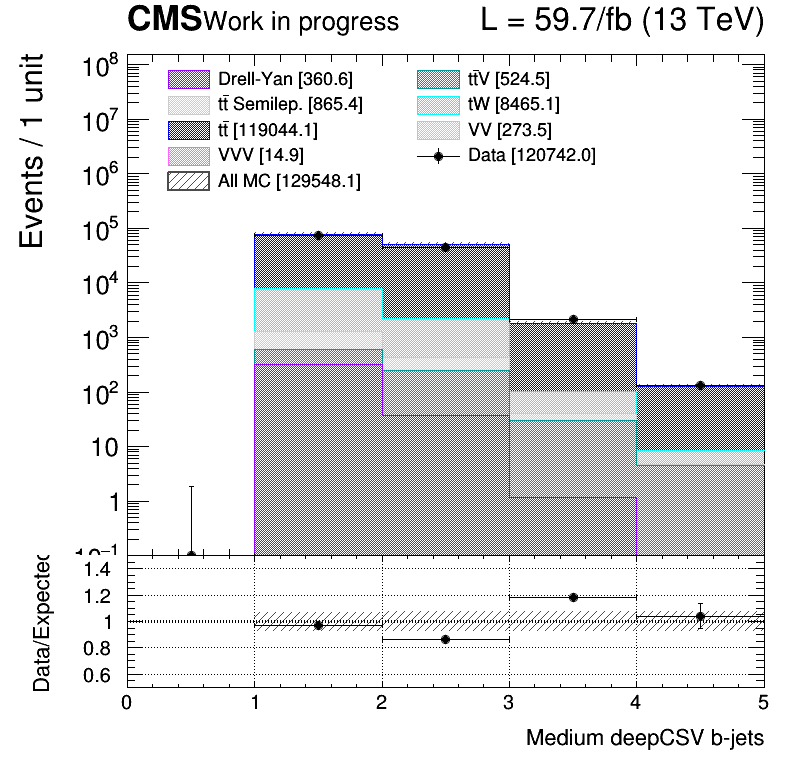 CMS Work in progress L = 59.7/fb (13 TeV)
Events / 1 unit
10⁸
10⁷
10⁶
10⁵
10⁴
10³
10²
10
1
10⁻¹
Drell-Yan [360.6]
tt̄ Semilep. [865.4]
tt̄ [119044.1]
VVV [14.9]
All MC [129548.1]
tt̄V [524.5]
tW [8465.1]
VV [273.5]
Data [120742.0]
Data/Expected
1.4
1.2
1
0.8
0.6
0 1 2 3 4 5
Medium deepCSV b-jets